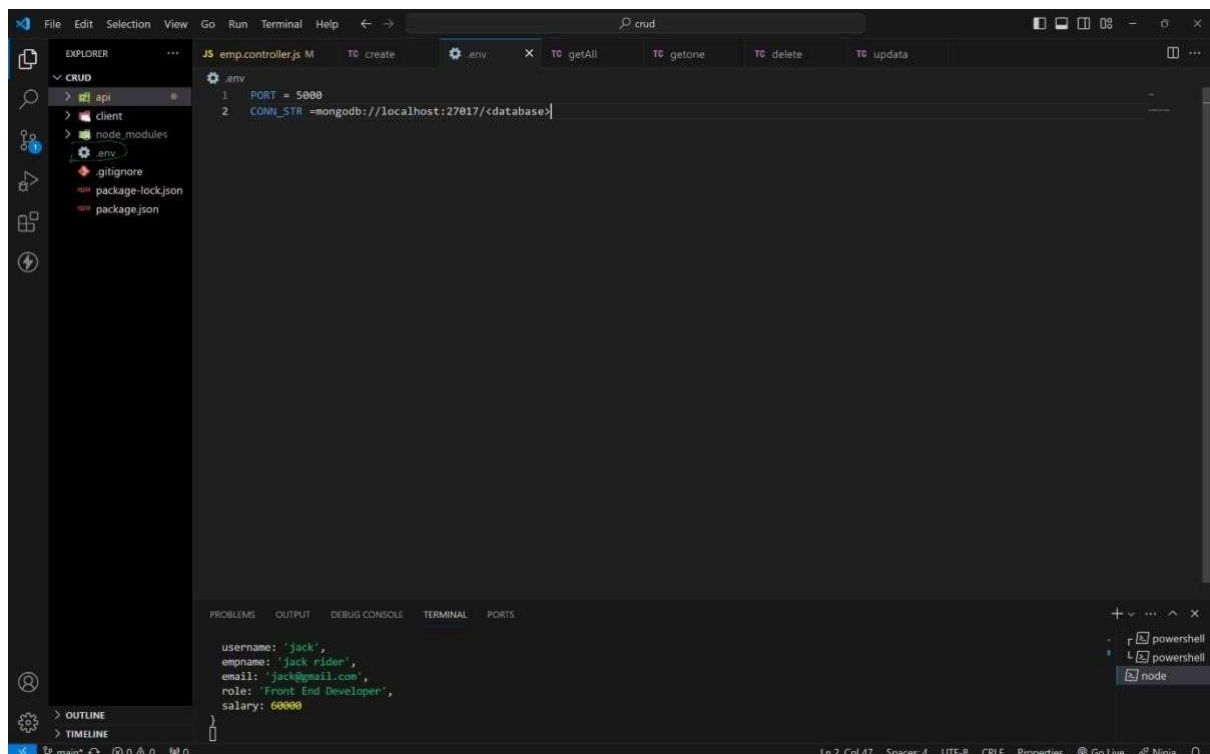 File Edit Selection View Go Run Terminal Help ← → crud
EXPLORER ...
CRUD
api
client
node_modules
.env
.gitignore
package-lock.json
package.json
OUTLINE
TIMELINE
JS emp.controller.js M TC create .env × TC getAll TC getone TC delete TC updata
.env
1 PORT = 5000
2 CONN_STR =mongodb://localhost:27017/<database>
PROBLEMS OUTPUT DEBUG CONSOLE TERMINAL PORTS
username: 'jack',
empname: 'jack rider',
email: 'jack@gmail.com',
role: 'Front End Developer',
salary: 60000
}
powershell
powershell
node
main* 0 0 0 Ln 2, Col 47 Spaces: 4 UTF-8 CRLF Properties Go Live Ninja